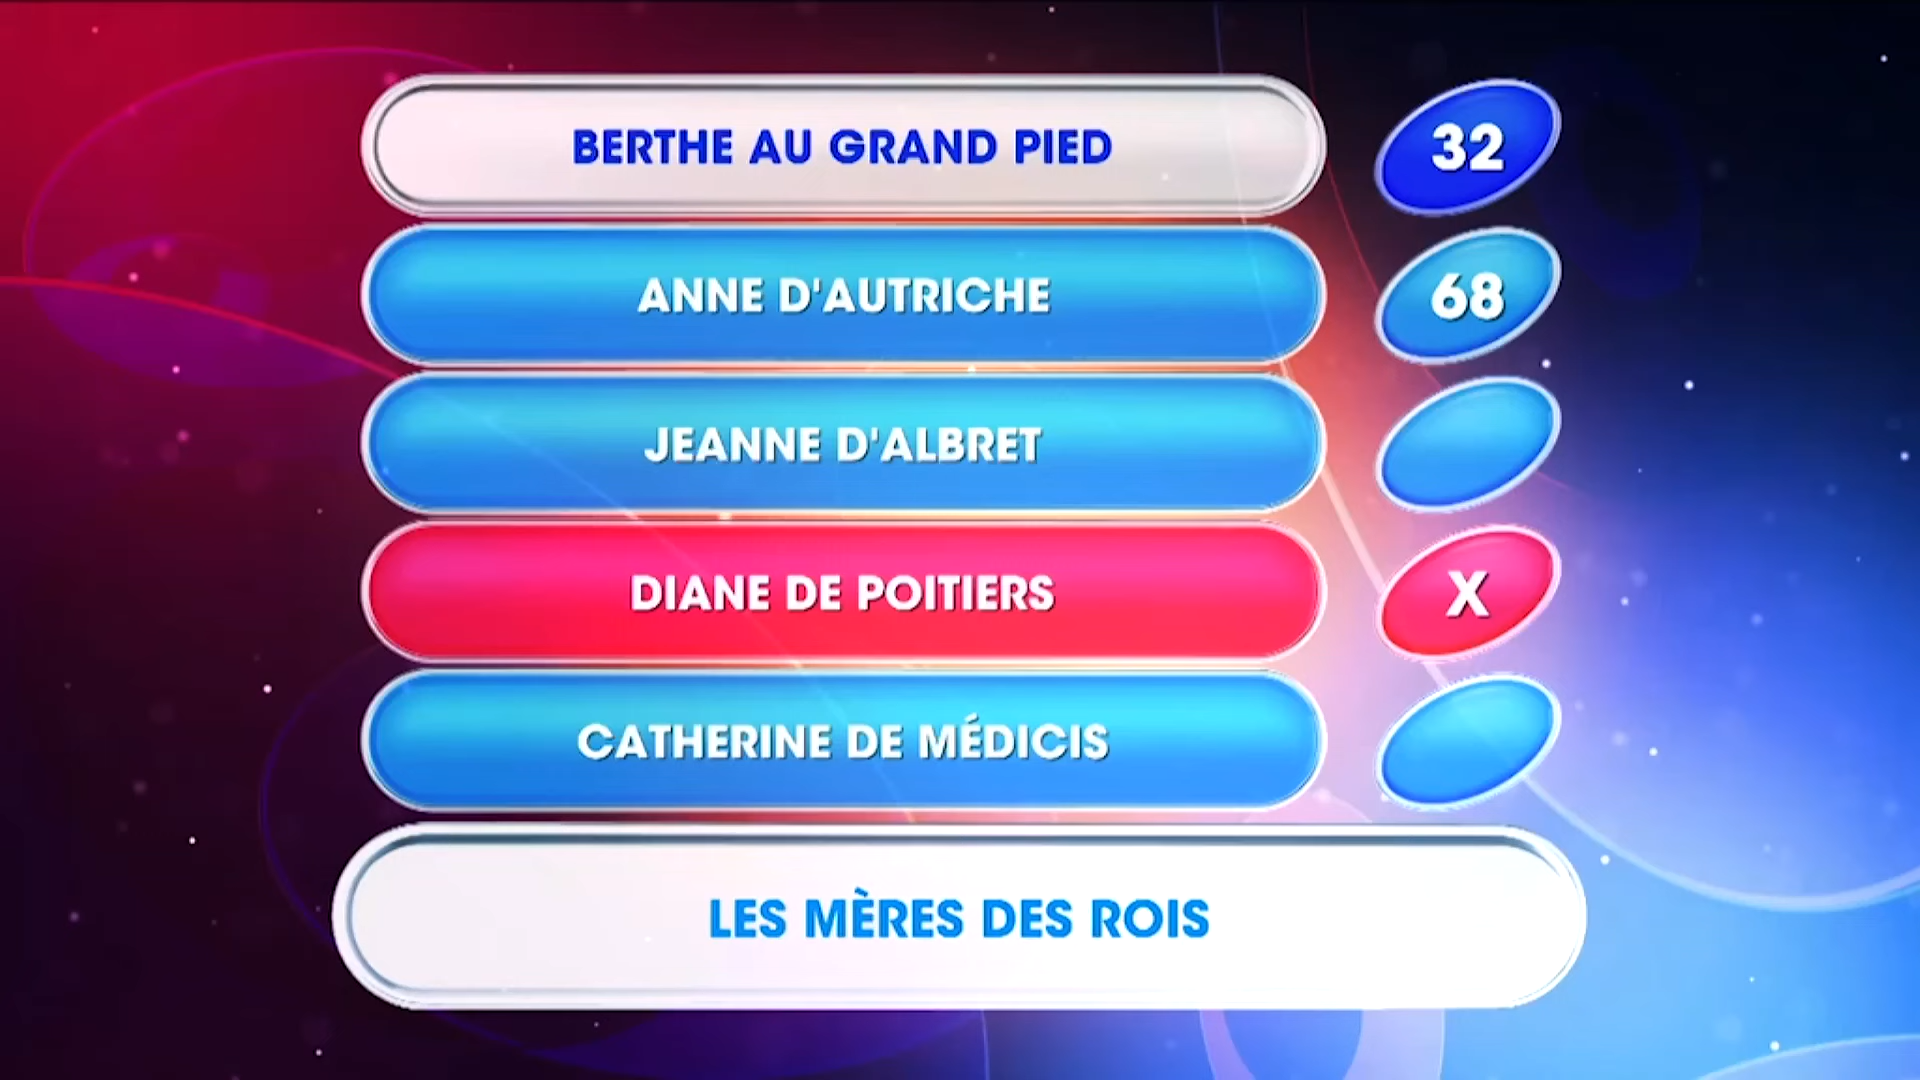 BERTHE AU GRAND PIED 32
ANNE D'AUTRICHE 68
JEANNE D'ALBRET
DIANE DE POITIERS X
CATHERINE DE MÉDICIS
LES MÈRES DES ROIS